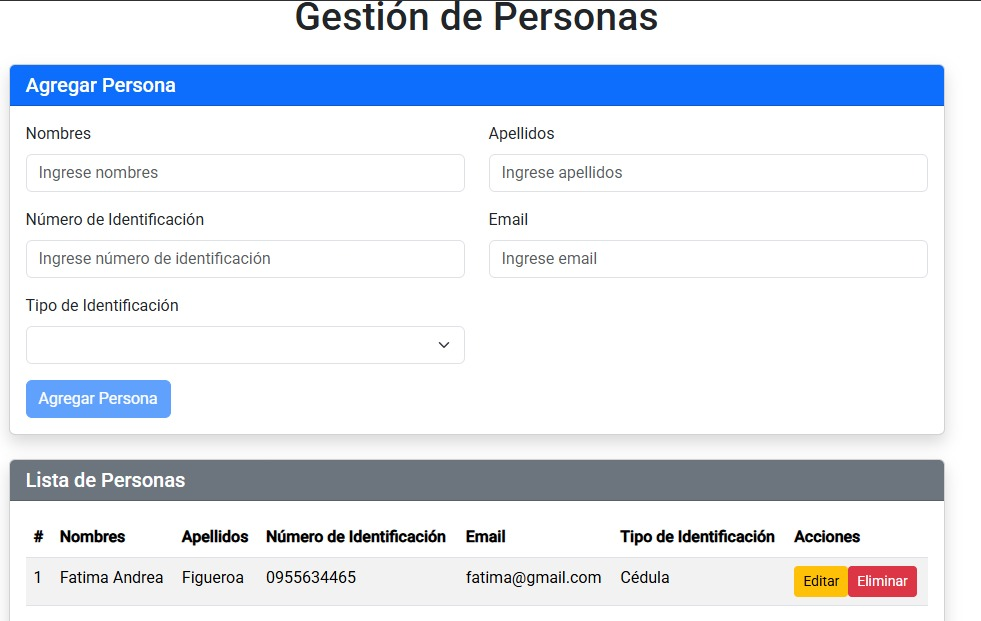 Gestión de Personas
Agregar Persona
Nombres
Apellidos
Ingrese nombres
Ingrese apellidos
Número de Identificación
Email
Ingrese número de identificación
Ingrese email
Tipo de Identificación
Agregar Persona
Lista de Personas
# Nombres Apellidos Número de Identificación Email Tipo de Identificación Acciones
1 Fatima Andrea Figueroa 0955634465 fatima@gmail.com Cédula Editar Eliminar